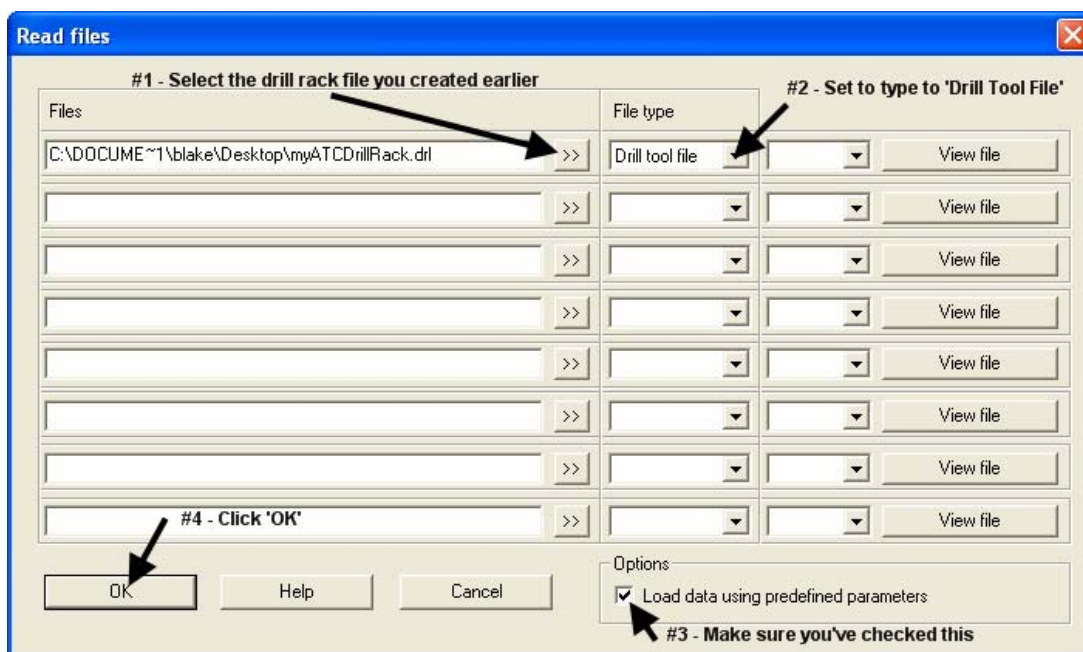 Read files
#1 - Select the drill rack file you created earlier
#2 - Set to type to 'Drill Tool File'
Files
File type
C:\DOCUME~1\blake\Desktop\myATCDrillRack.drl >> Drill tool file View file
>> View file
>> View file
>> View file
>> View file
>> View file
>> View file
#4 - Click 'OK' >> View file
OK Help Cancel
Options
Load data using predefined parameters
#3 - Make sure you've checked this